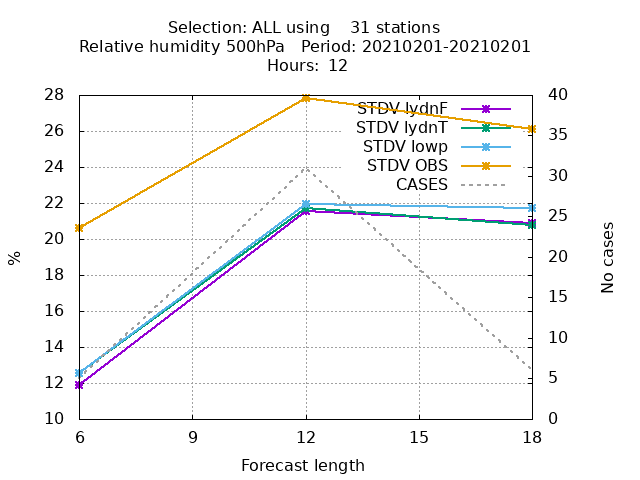 Selection: ALL using    31 stations
Relative humidity 500hPa   Period: 20210201-20210201
Hours: 12
28
26
24
22
20
18
16
14
12
10
%
STDV lydnF
STDV lydnT
STDV lowp
STDV OBS
CASES
40
35
30
25
20
15
10
5
0
No cases
6 9 12 15 18
Forecast length